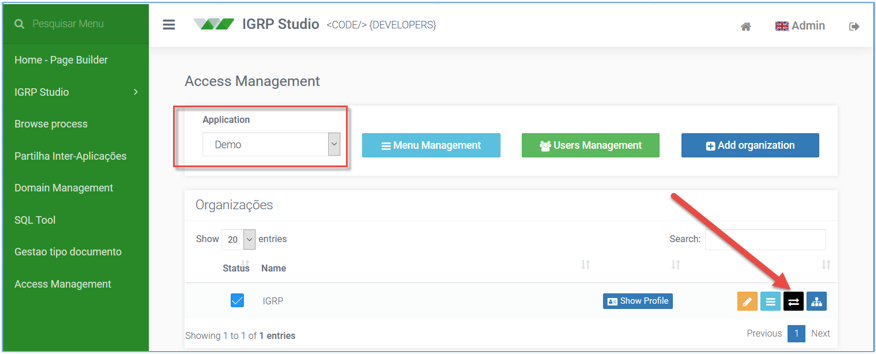 Pesquisar Menu
IGRP Studio <CODE/> {DEVELOPERS}
Admin
Home - Page Builder
IGRP Studio
Browse process
Partilha Inter-Aplicações
Domain Management
SQL Tool
Gestao tipo documento
Access Management
Access Management
Application
Demo
Menu Management
Users Management
Add organization
Organizações
Show 20 entries
Search:
Status Name
IGRP
Show Profile
Showing 1 to 1 of 1 entries
Previous 1 Next